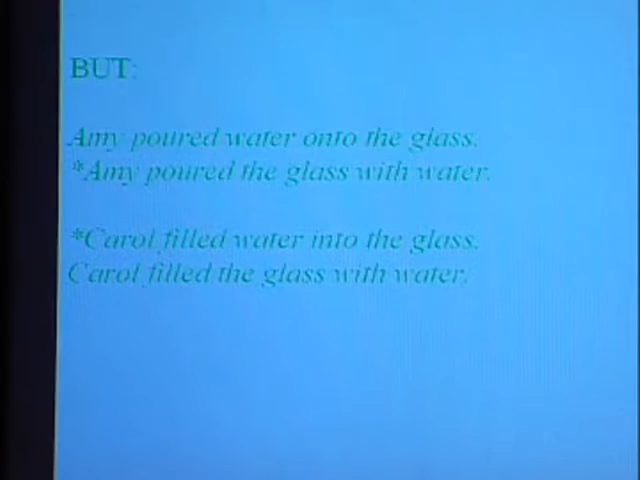 BUT:
Amy poured water onto the glass.
*Amy poured the glass with water.
*Carol filled water into the glass.
Carol filled the glass with water.